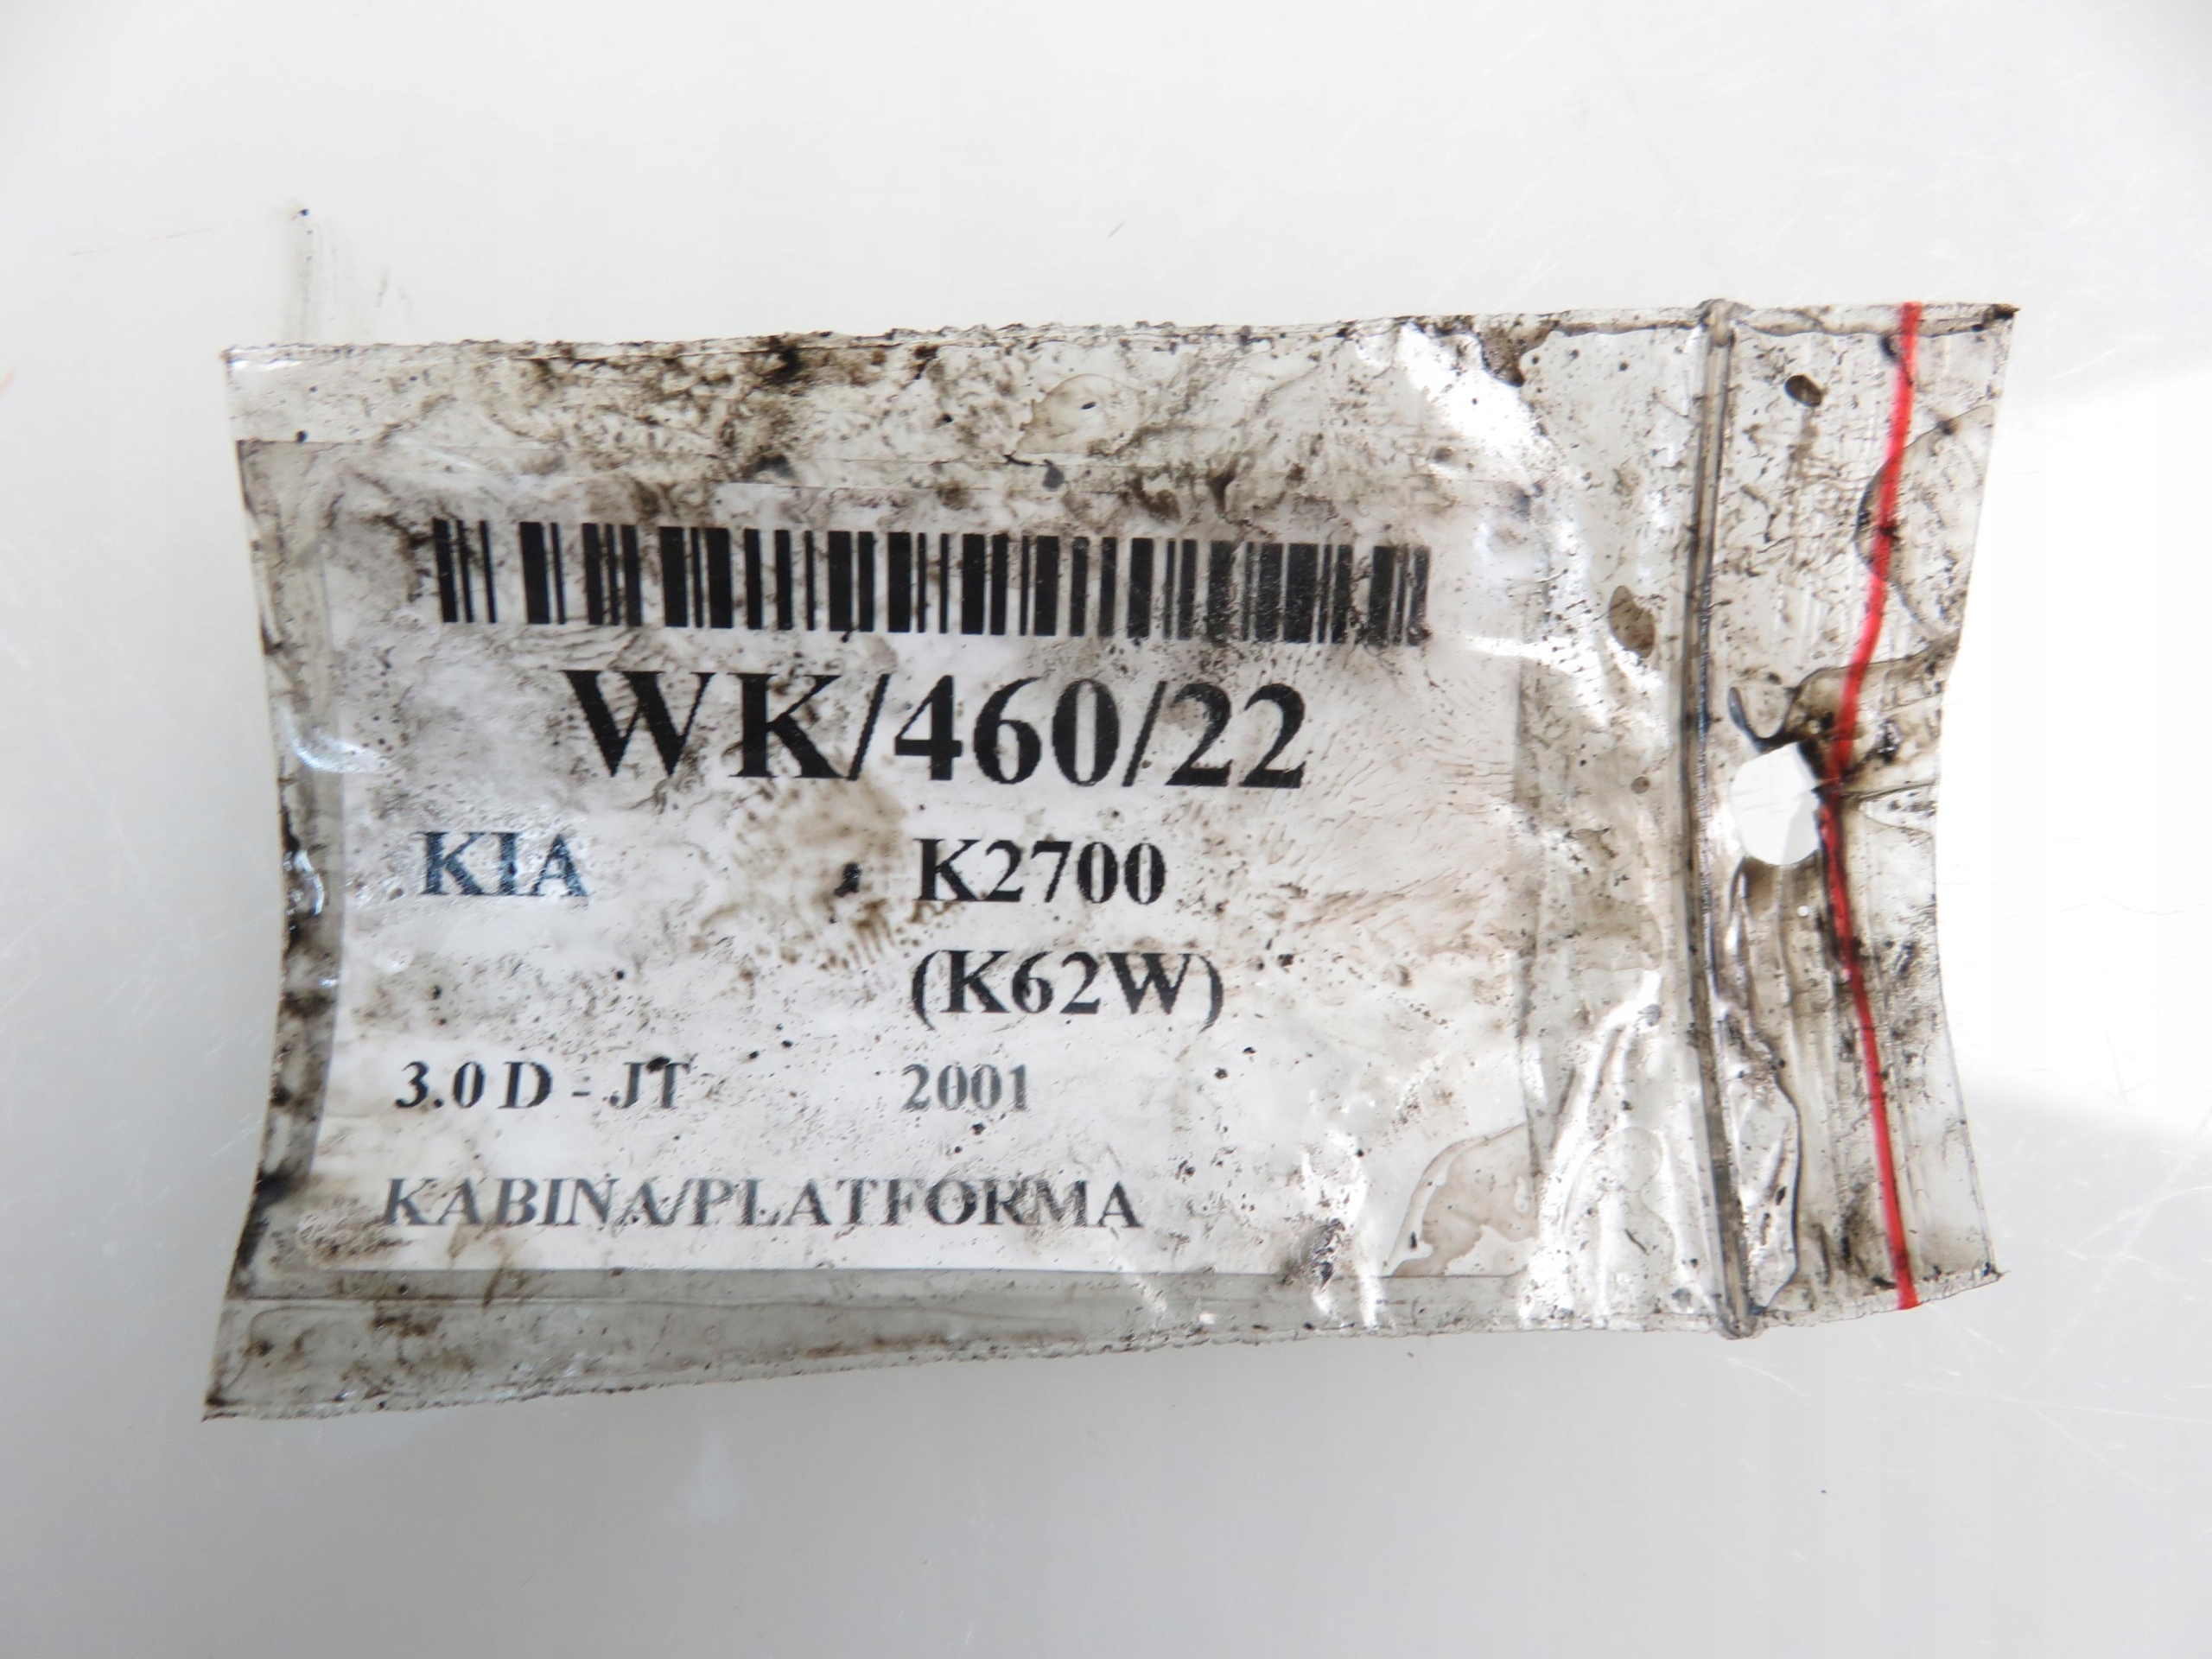 WK/460/22
KIA K2700
(K62W)
3.0 D - JT 2001
KABINA/PLATFORMA